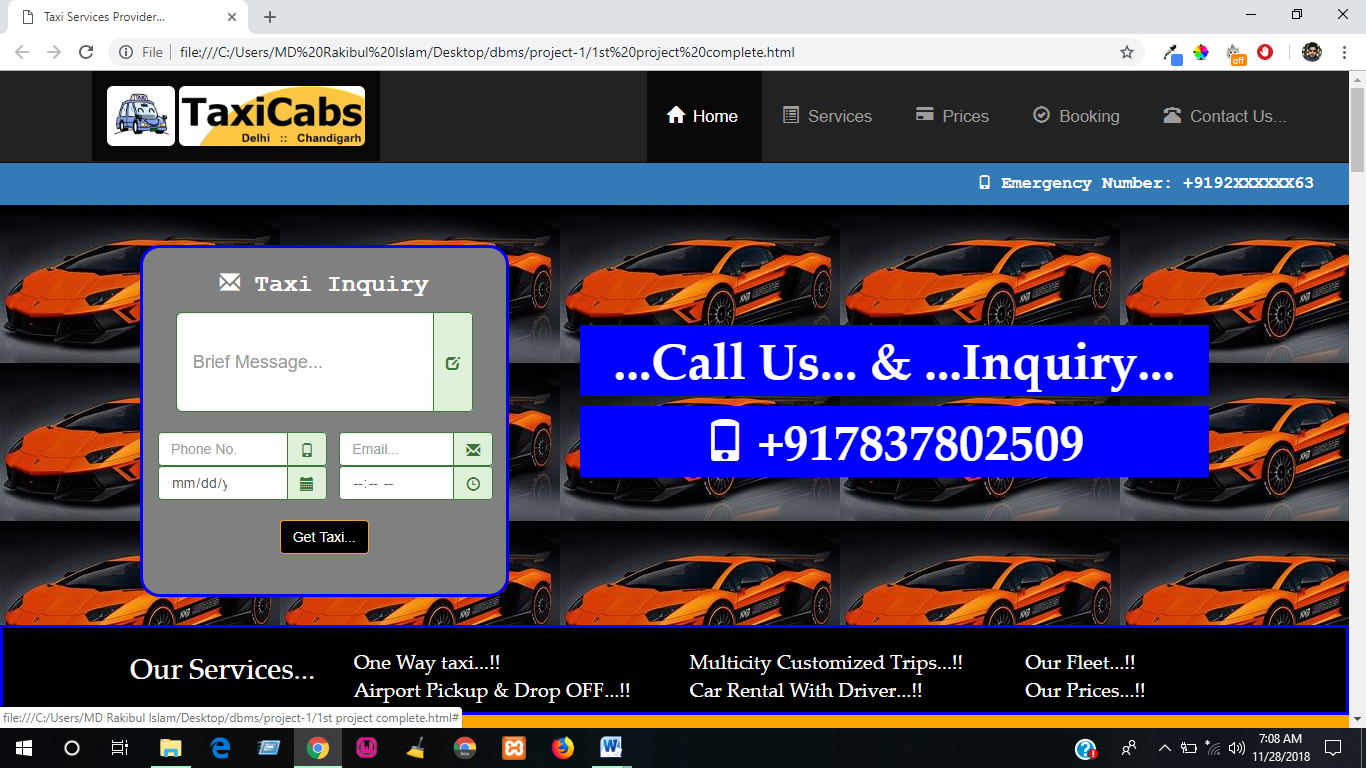 Taxi Services Provider...
File
file:///C:/Users/MD%20Rakibul%20Islam/Desktop/dbms/project-1/1st%20project%20complete.html
off
TaxiCabs
Delhi :: Chandigarh
Home
Services
Prices
Booking
Contact Us...
Emergency Number: +9192XXXXXX63
Taxi Inquiry
Brief Message...
Phone No.
Email...
mm/dd/y
--:-- --
Get Taxi...
...Call Us... & ...Inquiry...
+917837802509
Our Services...
One Way taxi...!!
Multicity Customized Trips...!!
Our Fleet...!!
Airport Pickup & Drop OFF...!!
Car Rental With Driver...!!
Our Prices...!!
file:///C:/Users/MD Rakibul Islam/Desktop/dbms/project-1/1st project complete.html#
7:08 AM
11/28/2018